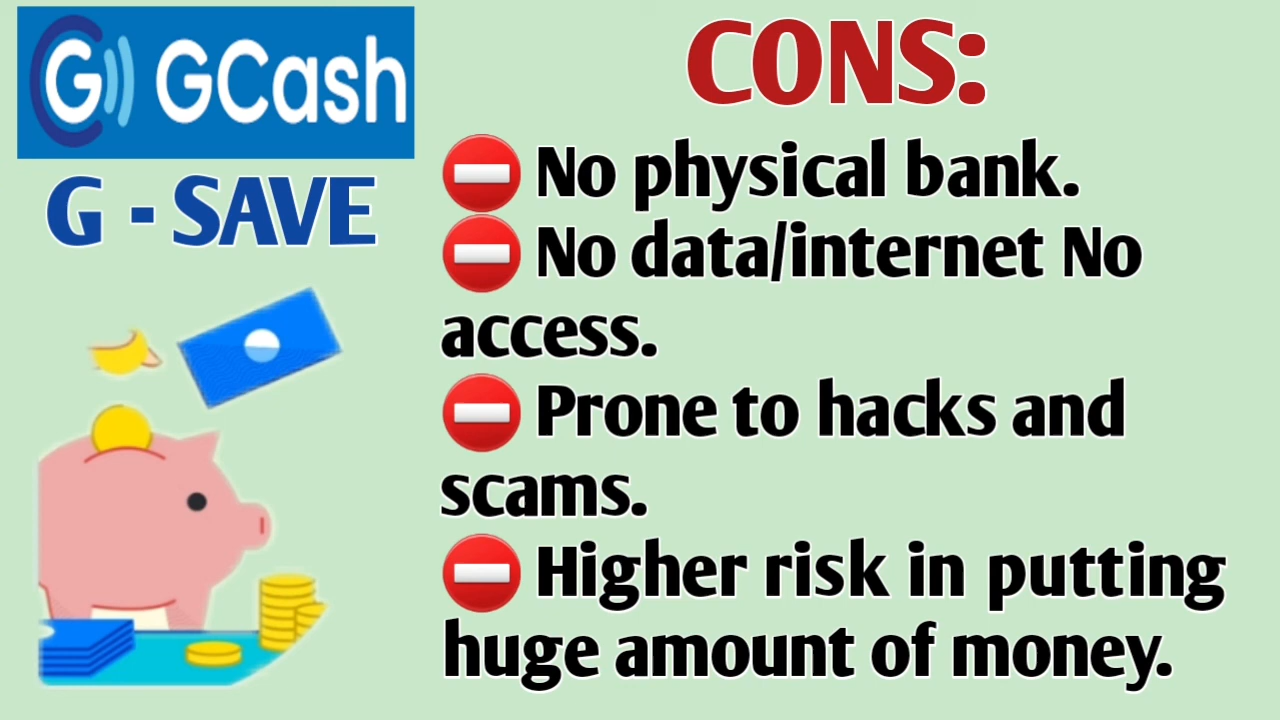 G GCash
G - SAVE
CONS:
⛔ No physical bank.
⛔ No data/internet No
access.
⛔ Prone to hacks and
scams.
⛔ Higher risk in putting
huge amount of money.